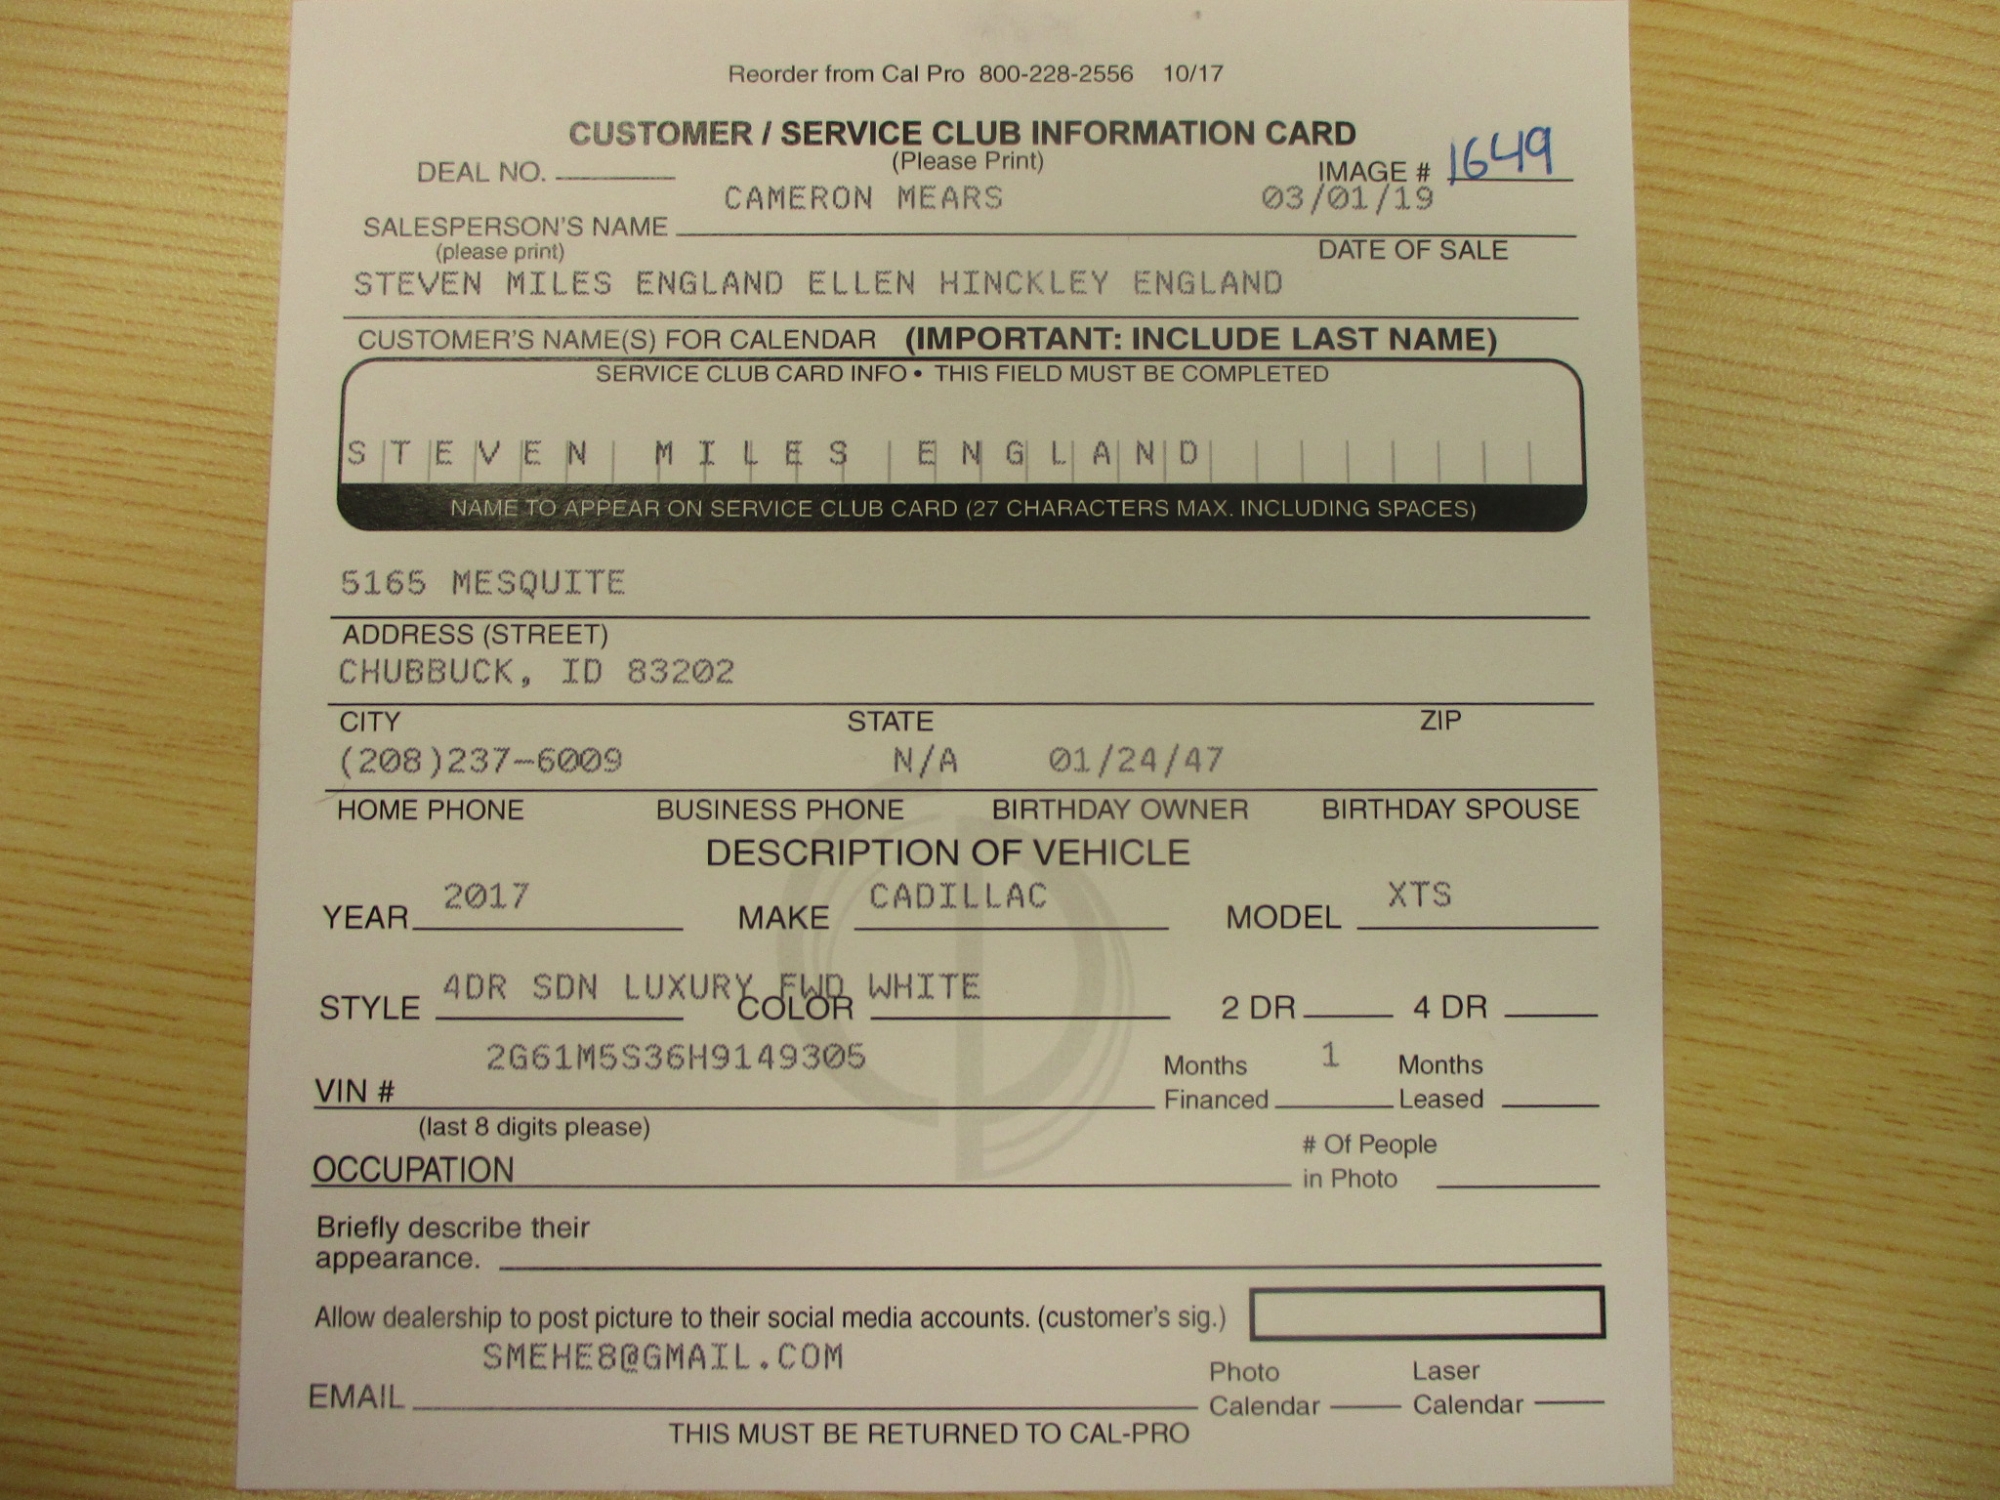 Reorder from Cal Pro 800-228-2556 10/17
CUSTOMER / SERVICE CLUB INFORMATION CARD
(Please Print)
DEAL NO. IMAGE # 1649
CAMERON MEARS 03/01/19
SALESPERSON'S NAME
(please print) DATE OF SALE
STEVEN MILES ENGLAND ELLEN HINCKLEY ENGLAND
CUSTOMER'S NAME(S) FOR CALENDAR (IMPORTANT: INCLUDE LAST NAME)
SERVICE CLUB CARD INFO • THIS FIELD MUST BE COMPLETED
STEVEN MILES ENGLAND
NAME TO APPEAR ON SERVICE CLUB CARD (27 CHARACTERS MAX. INCLUDING SPACES)
5165 MESQUITE
ADDRESS (STREET)
CHUBBUCK, ID 83202
CITY STATE ZIP
(208)237-6009 N/A 01/24/47
HOME PHONE BUSINESS PHONE BIRTHDAY OWNER BIRTHDAY SPOUSE
DESCRIPTION OF VEHICLE
YEAR 2017 MAKE CADILLAC MODEL XTS
4DR SDN LUXURY FWD WHITE
STYLE COLOR 2 DR 4 DR
2G61M5S36H9149305 Months 1 Months
VIN # Financed Leased
(last 8 digits please)
# Of People
OCCUPATION in Photo
Briefly describe their
appearance.
Allow dealership to post picture to their social media accounts. (customer's sig.)
SMEHE8@GMAIL.COM
Photo Laser
EMAIL Calendar Calendar
THIS MUST BE RETURNED TO CAL-PRO